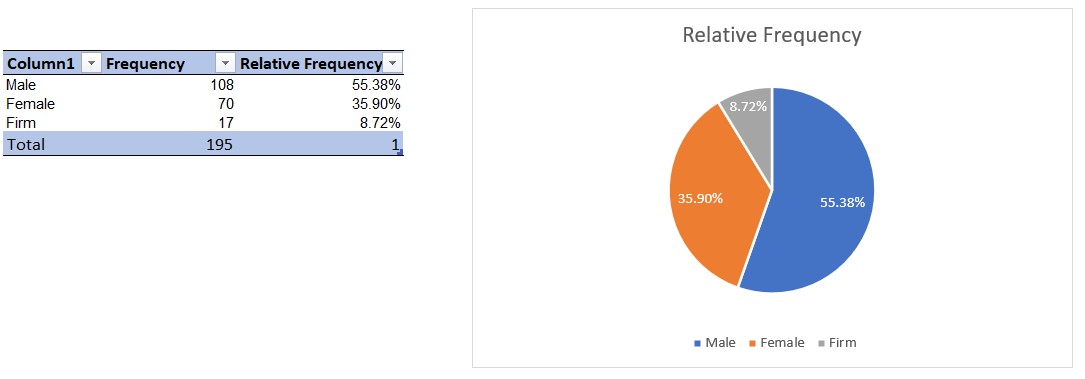 Column1 Frequency Relative Frequency
Male 108 55.38%
Female 70 35.90%
Firm 17 8.72%
Total 195 1
Relative Frequency
8.72%
35.90%
55.38%
Male Female Firm